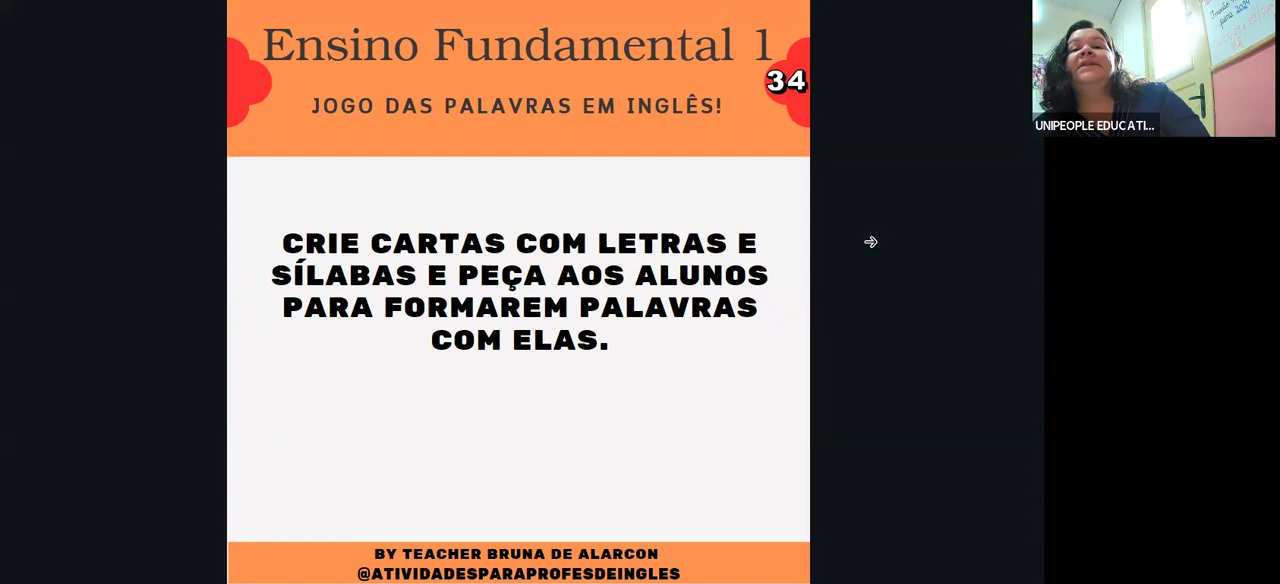 Ensino Fundamental 1
34
JOGO DAS PALAVRAS EM INGLÊS!
CRIE CARTAS COM LETRAS E
SÍLABAS E PEÇA AOS ALUNOS
PARA FORMAREM PALAVRAS
COM ELAS.
BY TEACHER BRUNA DE ALARCON
@ATIVIDADESPARAPROFESDEINGLES
UNIPEOPLE EDUCATI...